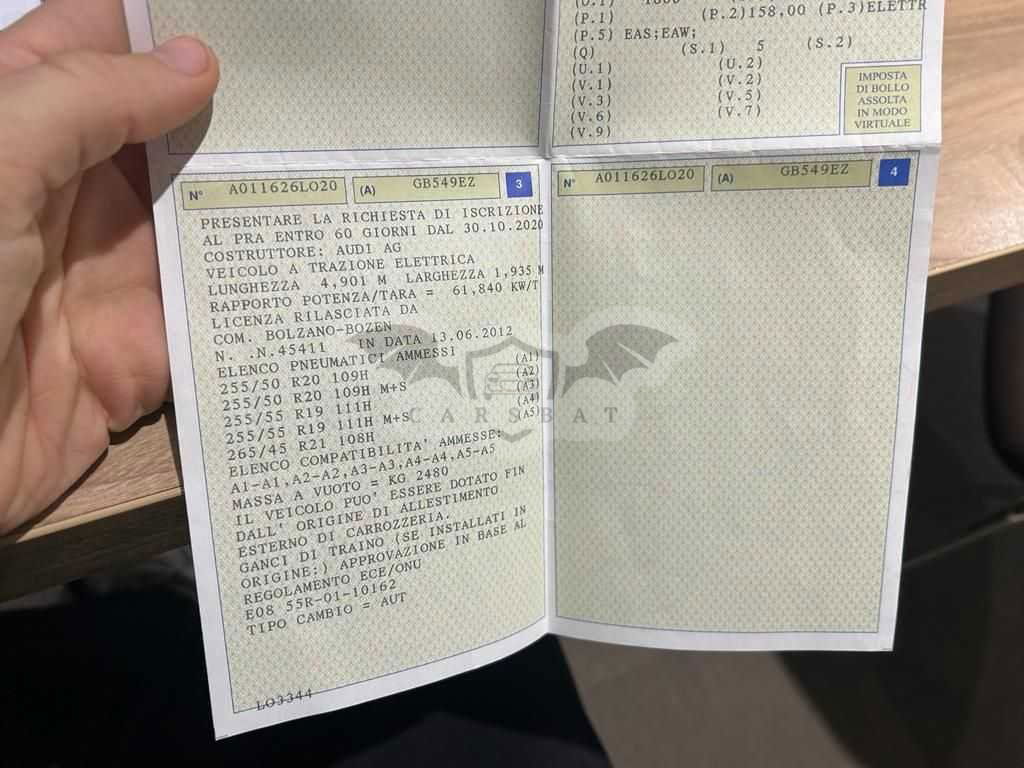 (P.1) (P.2)158,00 (P.3)ELETTR
(P.5) EAS;EAW;
(Q) (S.1) 5 (S.2)
(U.1) (U.2)
(V.1) (V.2)
(V.3) (V.5)
(V.6) (V.7)
(V.9)
IMPOSTA
DI BOLLO
ASSOLTA
IN MODO
VIRTUALE
N° A011626LO20 (A) GB549EZ 3
PRESENTARE LA RICHIESTA DI ISCRIZIONE
AL PRA ENTRO 60 GIORNI DAL 30.10.2020
COSTRUTTORE: AUDI AG
VEICOLO A TRAZIONE ELETTRICA
LUNGHEZZA 4,901 M LARGHEZZA 1,935 M
RAPPORTO POTENZA/TARA = 61,840 KW/T
LICENZA RILASCIATA DA
COM. BOLZANO-BOZEN
N. .N.45411 IN DATA 13.06.2012
ELENCO PNEUMATICI AMMESSI
255/50 R20 109H (A1)
255/50 R20 109H M+S (A2)
255/55 R19 111H (A3)
255/55 R19 111H M+S (A4)
265/45 R21 108H (A5)
ELENCO COMPATIBILITA' AMMESSE:
A1-A1,A2-A2,A3-A3,A4-A4,A5-A5
MASSA A VUOTO = KG 2480
IL VEICOLO PUO' ESSERE DOTATO FIN
DALL' ORIGINE DI ALLESTIMENTO
ESTERNO DI CARROZZERIA.
GANCI DI TRAINO (SE INSTALLATI IN
ORIGINE:) APPROVAZIONE IN BASE AL
REGOLAMENTO ECE/ONU
E08 55R-01-10162
TIPO CAMBIO = AUT
LO3344
N° A011626LO20 (A) GB549EZ 4
CARSBAT